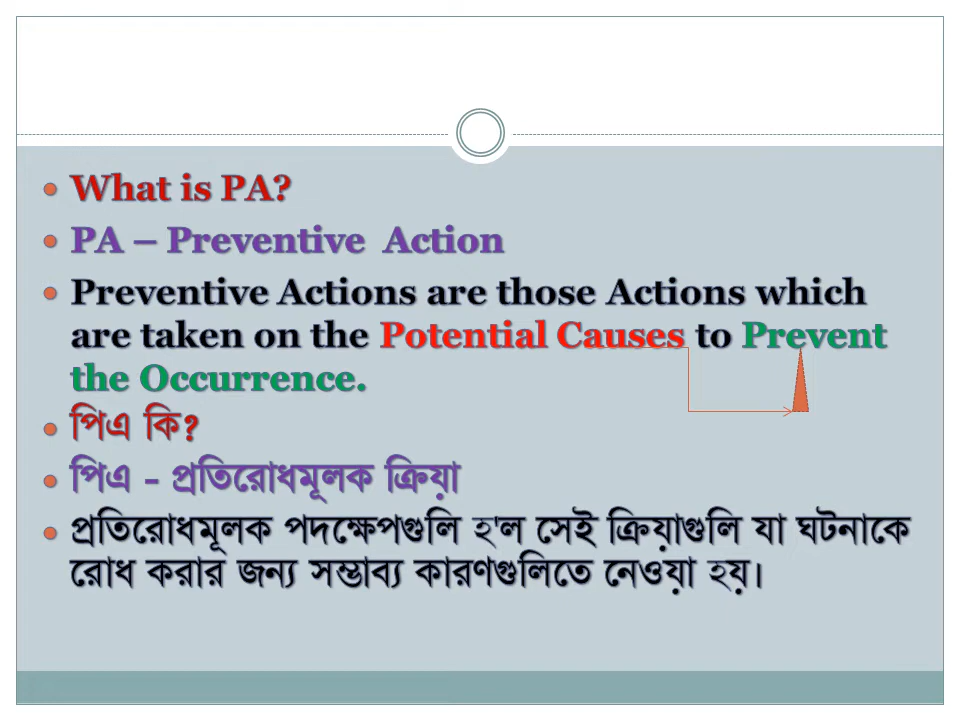 What is PA?
PA – Preventive Action
Preventive Actions are those Actions which
are taken on the Potential Causes to Prevent
the Occurrence.
পিএ কি?
পিএ - প্রতিরোধমূলক ক্রিয়া
প্রতিরোধমূলক পদক্ষেপগুলি হ'ল সেই ক্রিয়াগুলি যা ঘটনাকে
রোধ করার জন্য সম্ভাব্য কারণগুলিতে নেওয়া হয়।